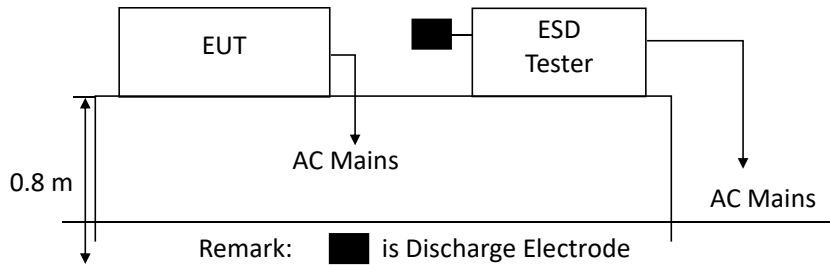 EUT
ESD
Tester
AC Mains
0.8 m
AC Mains
Remark: is Discharge Electrode